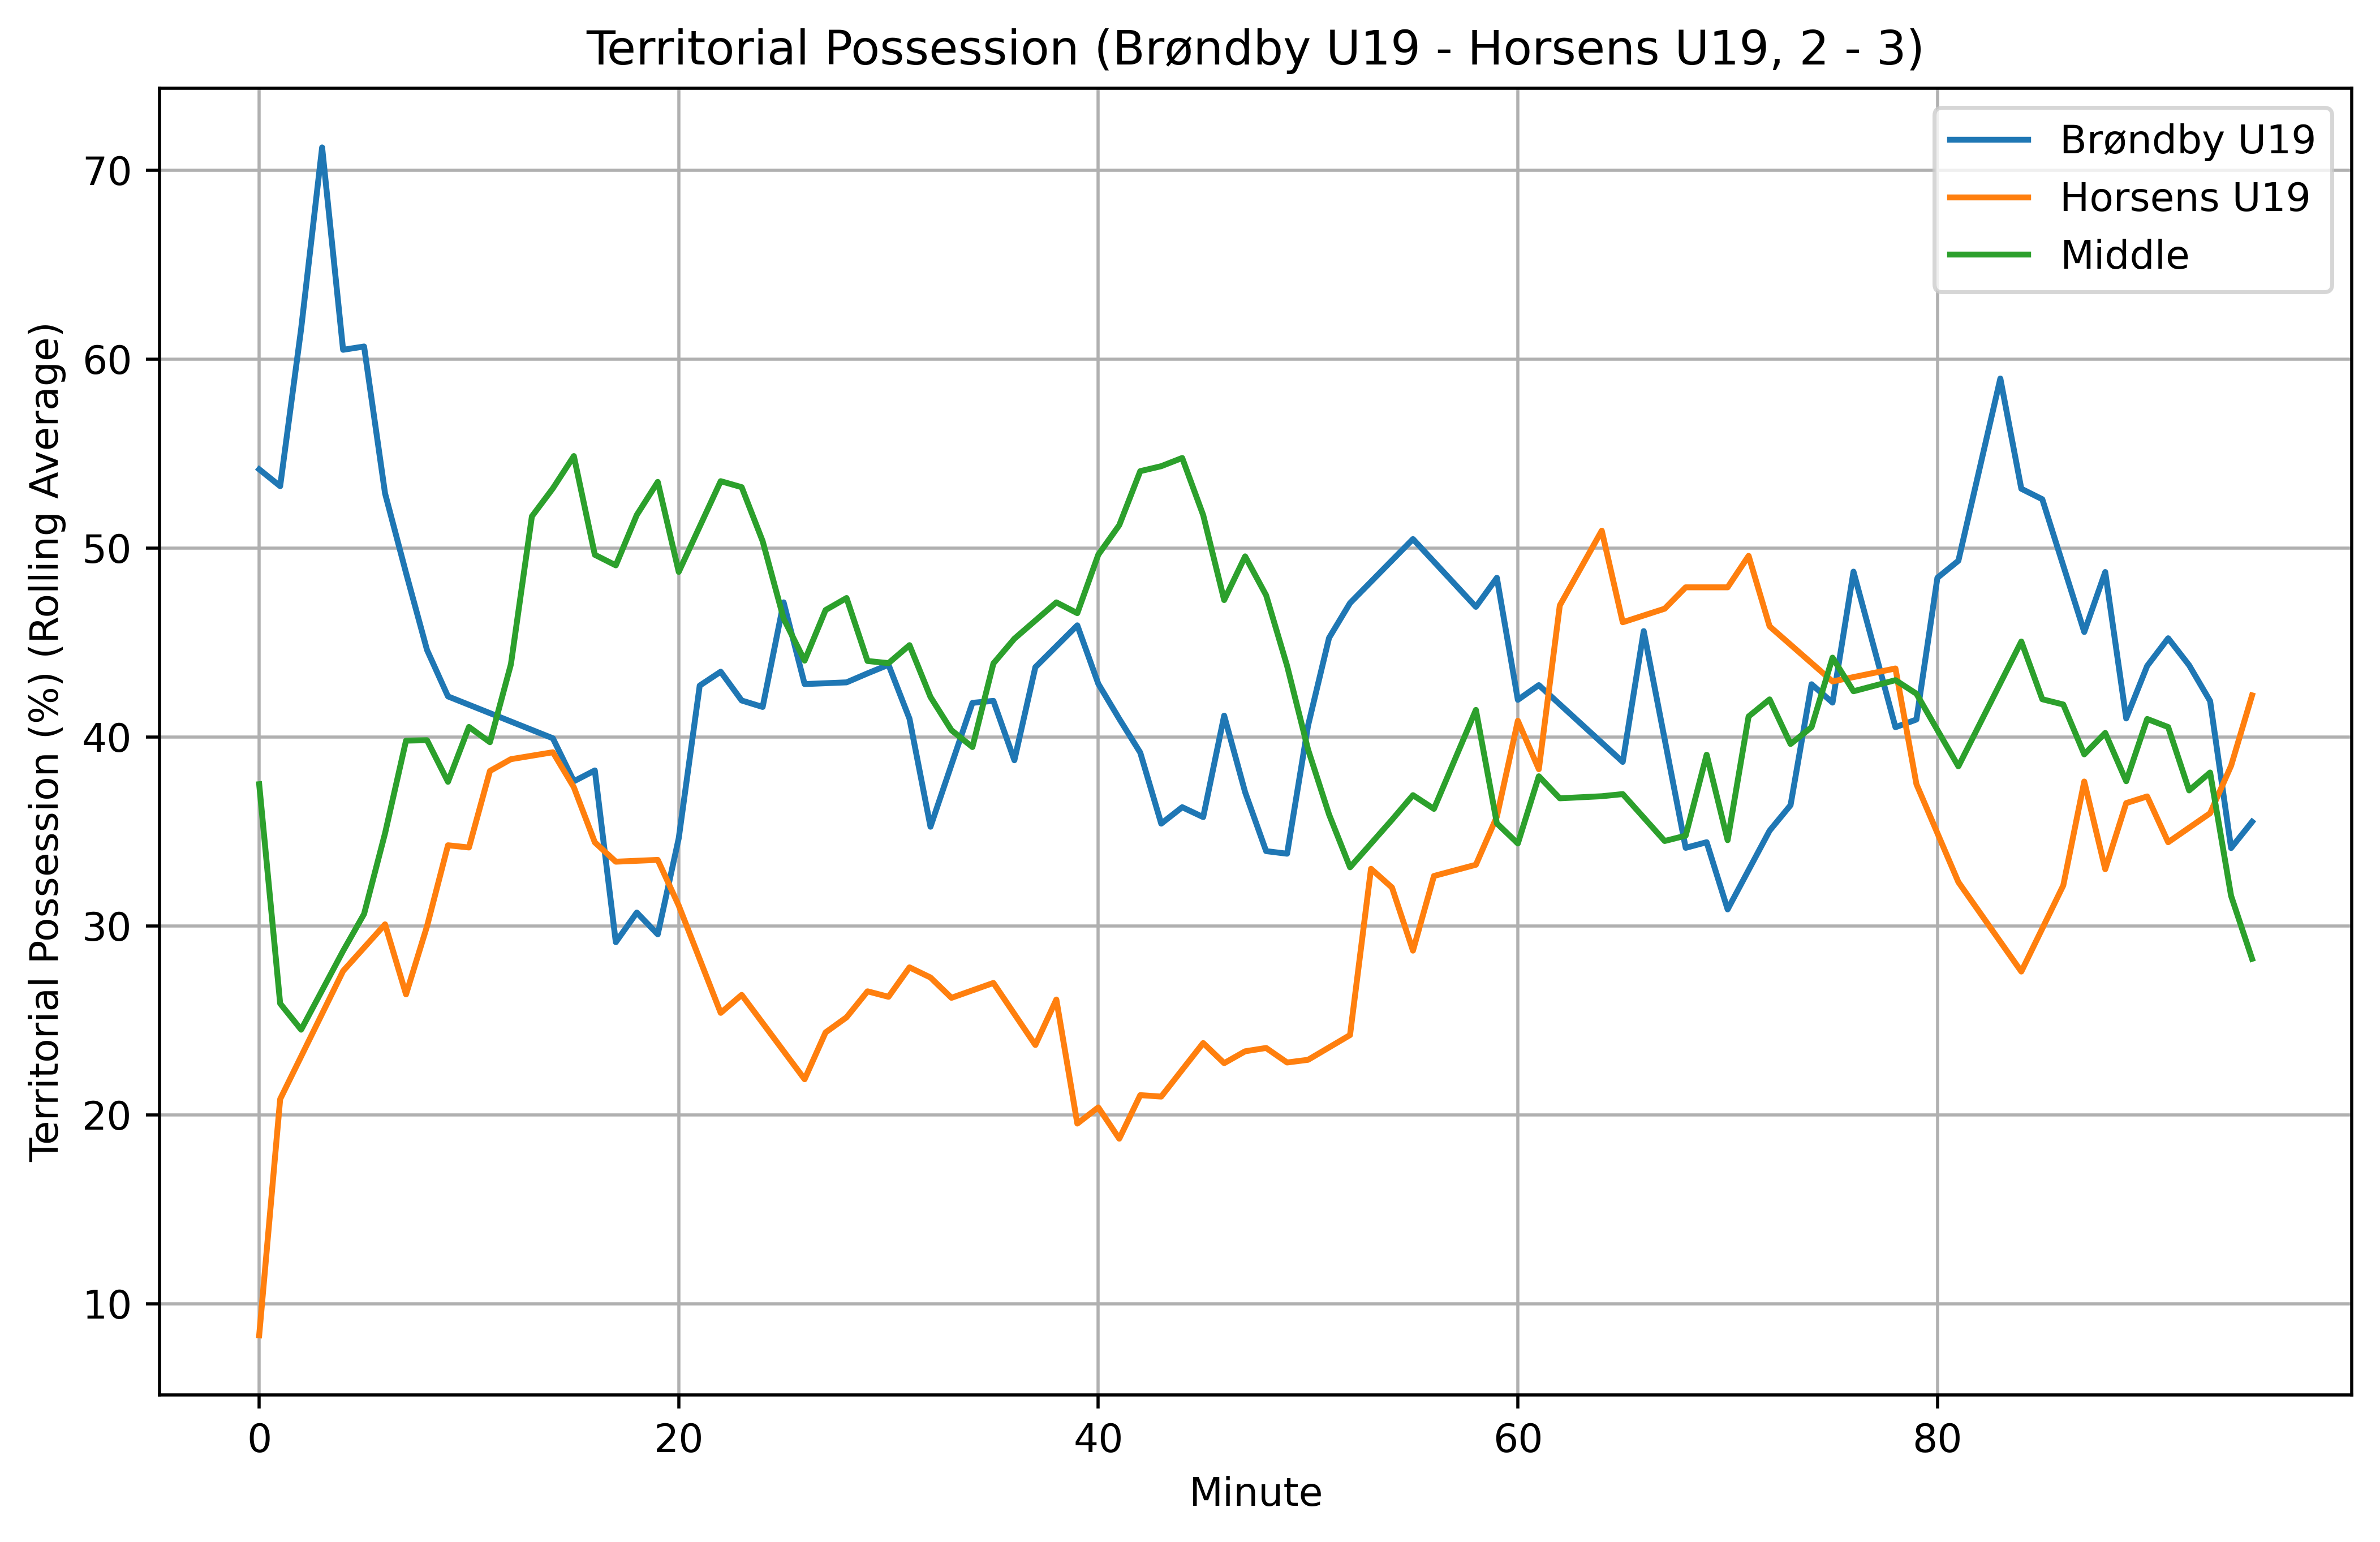 Territorial Possession (Brøndby U19 - Horsens U19, 2 - 3)
Brøndby U19
Horsens U19
Middle
Territorial Possession (%) (Rolling Average)
70
60
50
40
30
20
10
0
20
40
60
80
Minute